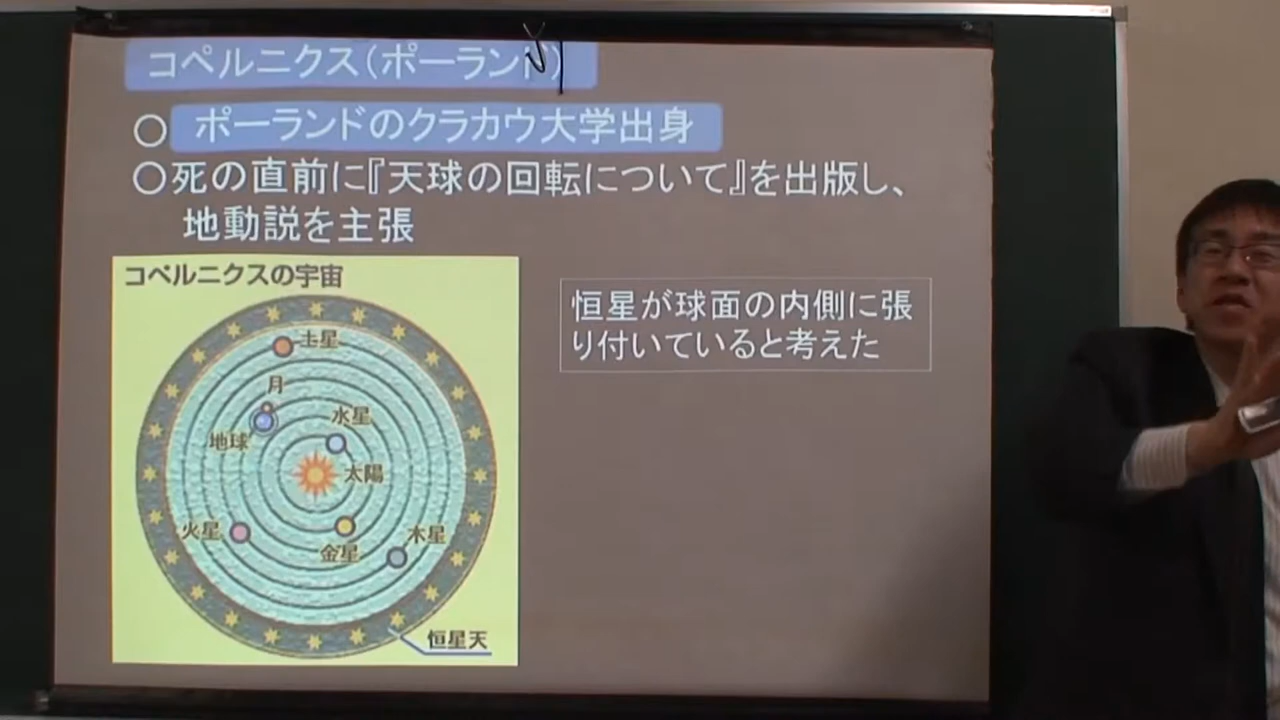 コペルニクス(ポーランド)
○ポーランドのクラカウ大学出身
○死の直前に『天球の回転について』を出版し、
地動説を主張
コペルニクスの宇宙
恒星が球面の内側に張
り付いていると考えた
土星
月
水星
地球
太陽
火星
金星
木星
恒星天